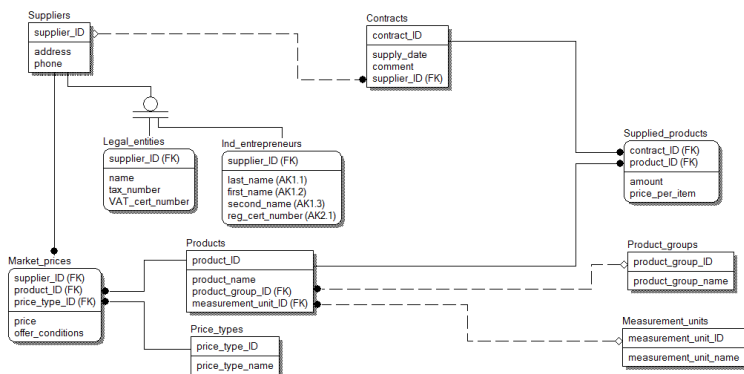 Suppliers
supplier_ID
address
phone
Contracts
contract_ID
supply_date
comment
supplier_ID (FK)
Legal_entities
supplier_ID (FK)
name
tax_number
VAT_cert_number
Ind_entrepreneurs
supplier_ID (FK)
last_name (AK1.1)
first_name (AK1.2)
second_name (AK1.3)
reg_cert_number (AK2.1)
Supplied_products
contract_ID (FK)
product_ID (FK)
amount
price_per_item
Market_prices
supplier_ID (FK)
product_ID (FK)
price_type_ID (FK)
price
offer_conditions
Products
product_ID
product_name
product_group_ID (FK)
measurement_unit_ID (FK)
Product_groups
product_group_ID
product_group_name
Price_types
price_type_ID
price_type_name
Measurement_units
measurement_unit_ID
measurement_unit_name